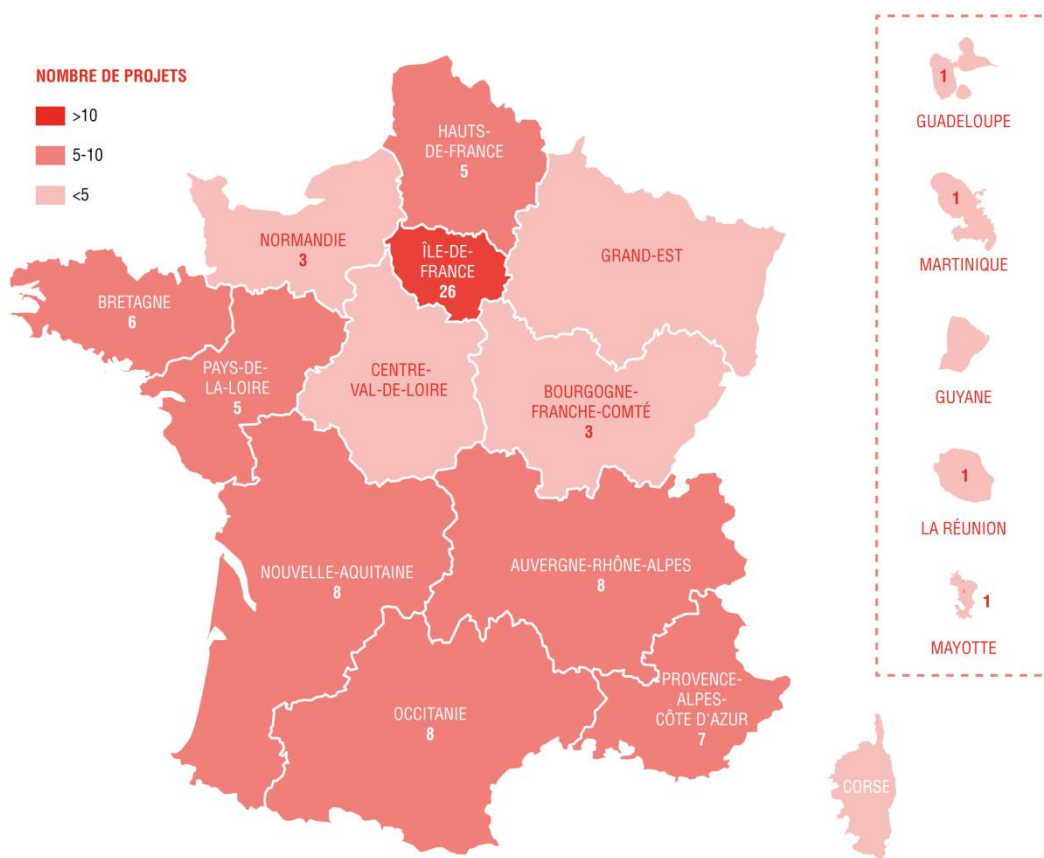 NOMBRE DE PROJETS
>10
5-10
<5
HAUTS-
DE-FRANCE
5
NORMANDIE
3
ÎLE-DE-
FRANCE
26
GRAND-EST
BRETAGNE
6
PAYS-DE-
LA-LOIRE
5
CENTRE-
VAL-DE-LOIRE
BOURGOGNE-
FRANCHE-COMTÉ
3
NOUVELLE-AQUITAINE
8
AUVERGNE-RHÔNE-ALPES
8
OCCITANIE
8
PROVENCE-
ALPES-
CÔTE D'AZUR
7
CORSE
1
GUADELOUPE
1
MARTINIQUE
GUYANE
1
LA RÉUNION
1
MAYOTTE